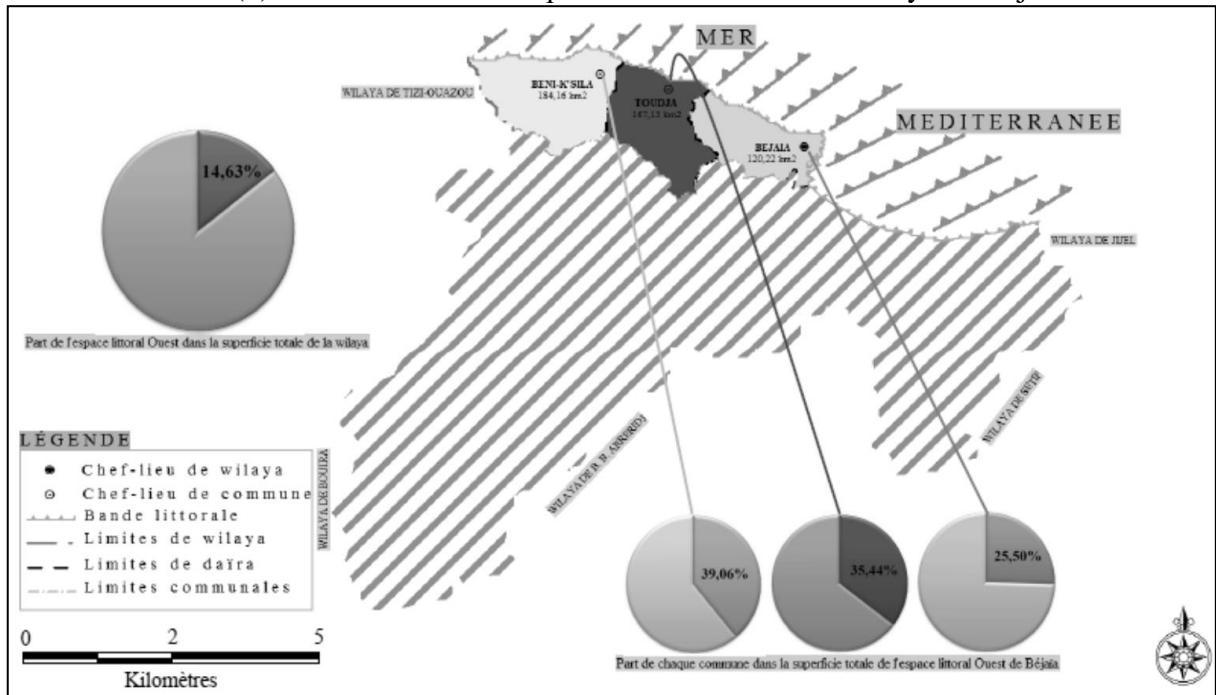 MER
MEDITERRANEE
WILAYA DE TIZI-OUAZOU
BENI-K'SILA
184,16 km2
TOUDJA
167,13 km2
BEJAIA
120,22 km2
WILAYA DE JIJEL
14,63%
Part de l'espace littoral Ouest dans la superficie totale de la wilaya
WILAYA DE BOUIRA
WILAYA DE B. B. ARRERIDJ
WILAYA DE SETIF
LÉGENDE
Chef-lieu de wilaya
Chef-lieu de commune
Bande littorale
Limites de wilaya
Limites de daïra
Limites communales
0 2 5
Kilomètres
39,06%
35,44%
25,50%
Part de chaque commune dans la superficie totale de l'espace littoral Ouest de Béjaïa